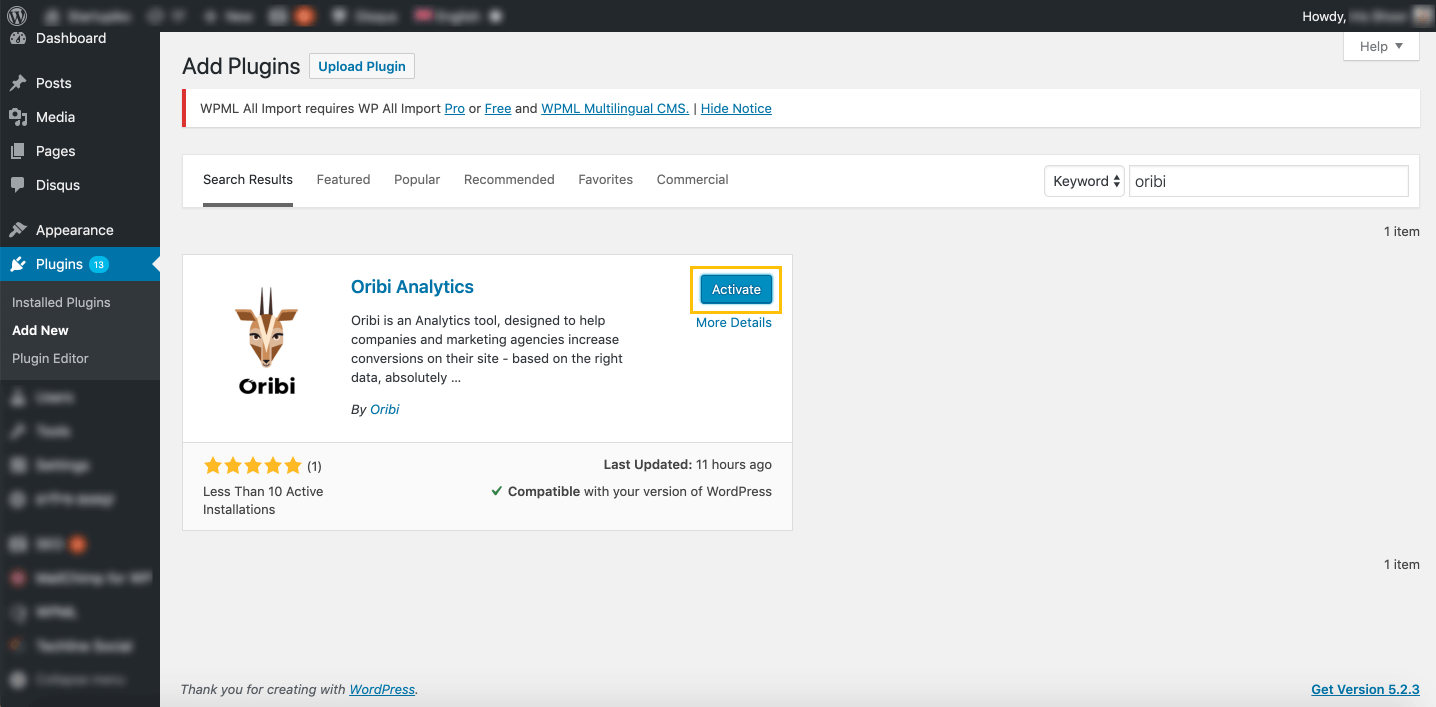 Howdy,
Dashboard
Posts
Media
Pages
Disqus
Appearance
Plugins 13
Installed Plugins
Add New
Plugin Editor
Help
Add Plugins Upload Plugin
WPML All Import requires WP All Import Pro or Free and WPML Multilingual CMS. | Hide Notice
Search Results Featured Popular Recommended Favorites Commercial Keyword oribi
1 item
Oribi
Oribi Analytics
Activate
More Details
Oribi is an Analytics tool, designed to help
companies and marketing agencies increase
conversions on their site - based on the right
data, absolutely ...
By Oribi
(1)
Less Than 10 Active
Installations
Last Updated: 11 hours ago
Compatible with your version of WordPress
1 item
Thank you for creating with WordPress.
Get Version 5.2.3